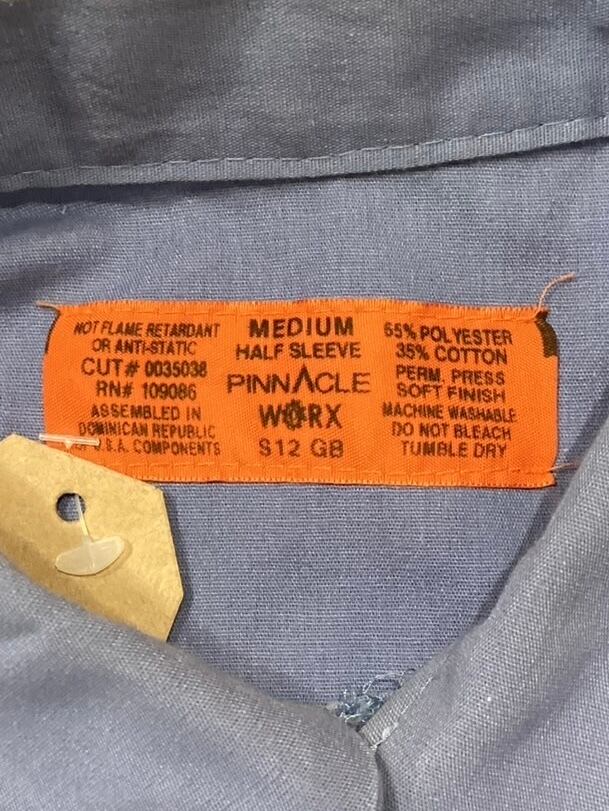 NOT FLAME RETARDANT
OR ANTI-STATIC
CUT# 0035038
RN# 109086
ASSEMBLED IN
DOMINICAN REPUBLIC
OF U.S.A. COMPONENTS
MEDIUM
HALF SLEEVE
PINNACLE
WORX
S12 GB
65% POLYESTER
35% COTTON
PERM. PRESS
SOFT FINISH
MACHINE WASHABLE
DO NOT BLEACH
TUMBLE DRY